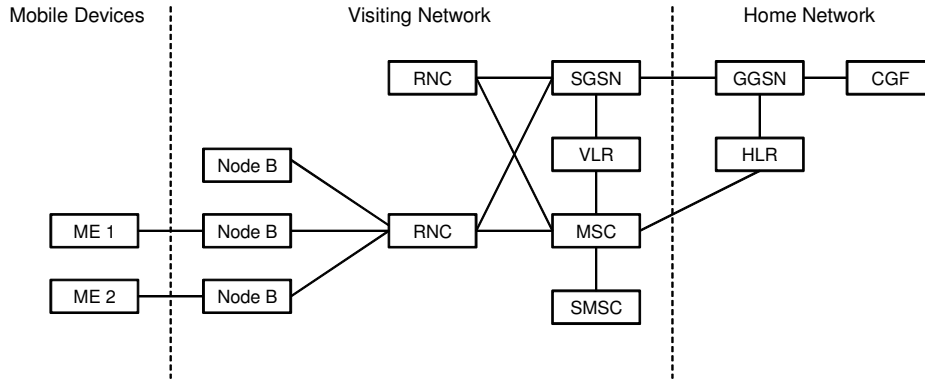 Mobile Devices Visiting Network Home Network
RNC SGSN GGSN CGF
Node B VLR HLR
ME 1 Node B RNC MSC
ME 2 Node B SMSC